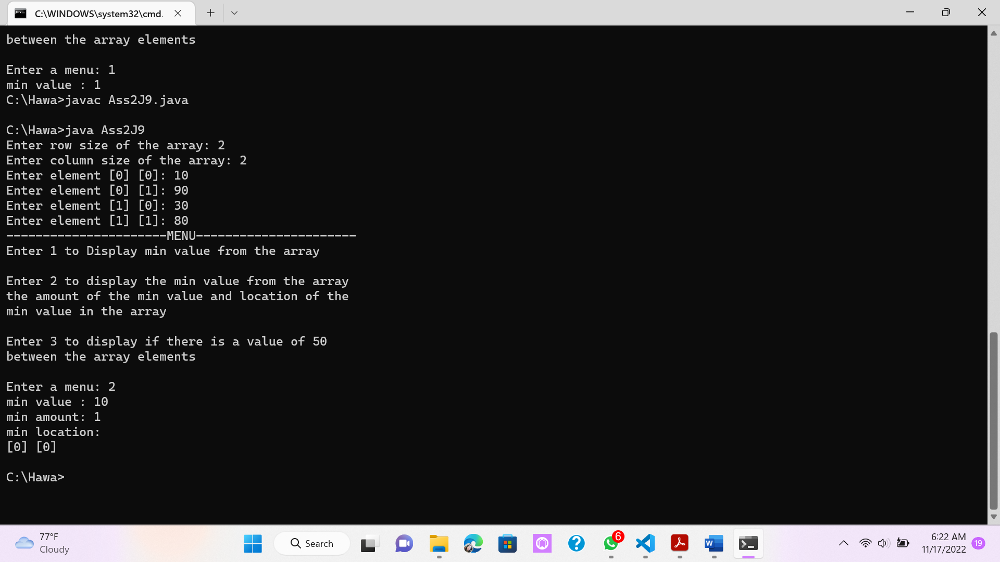 C:\WINDOWS\system32\cmd.
between the array elements
Enter a menu: 1
min value : 1
C:\Hawa>javac Ass2J9.java
C:\Hawa>java Ass2J9
Enter row size of the array: 2
Enter column size of the array: 2
Enter element [0] [0]: 10
Enter element [0] [1]: 90
Enter element [1] [0]: 30
Enter element [1] [1]: 80
----------------------MENU----------------------
Enter 1 to Display min value from the array
Enter 2 to display the min value from the array
the amount of the min value and location of the
min value in the array
Enter 3 to display if there is a value of 50
between the array elements
Enter a menu: 2
min value : 10
min amount: 1
min location:
[0] [0]
C:\Hawa>
77°F
Cloudy
Search
6
W
6:22 AM
11/17/2022
19